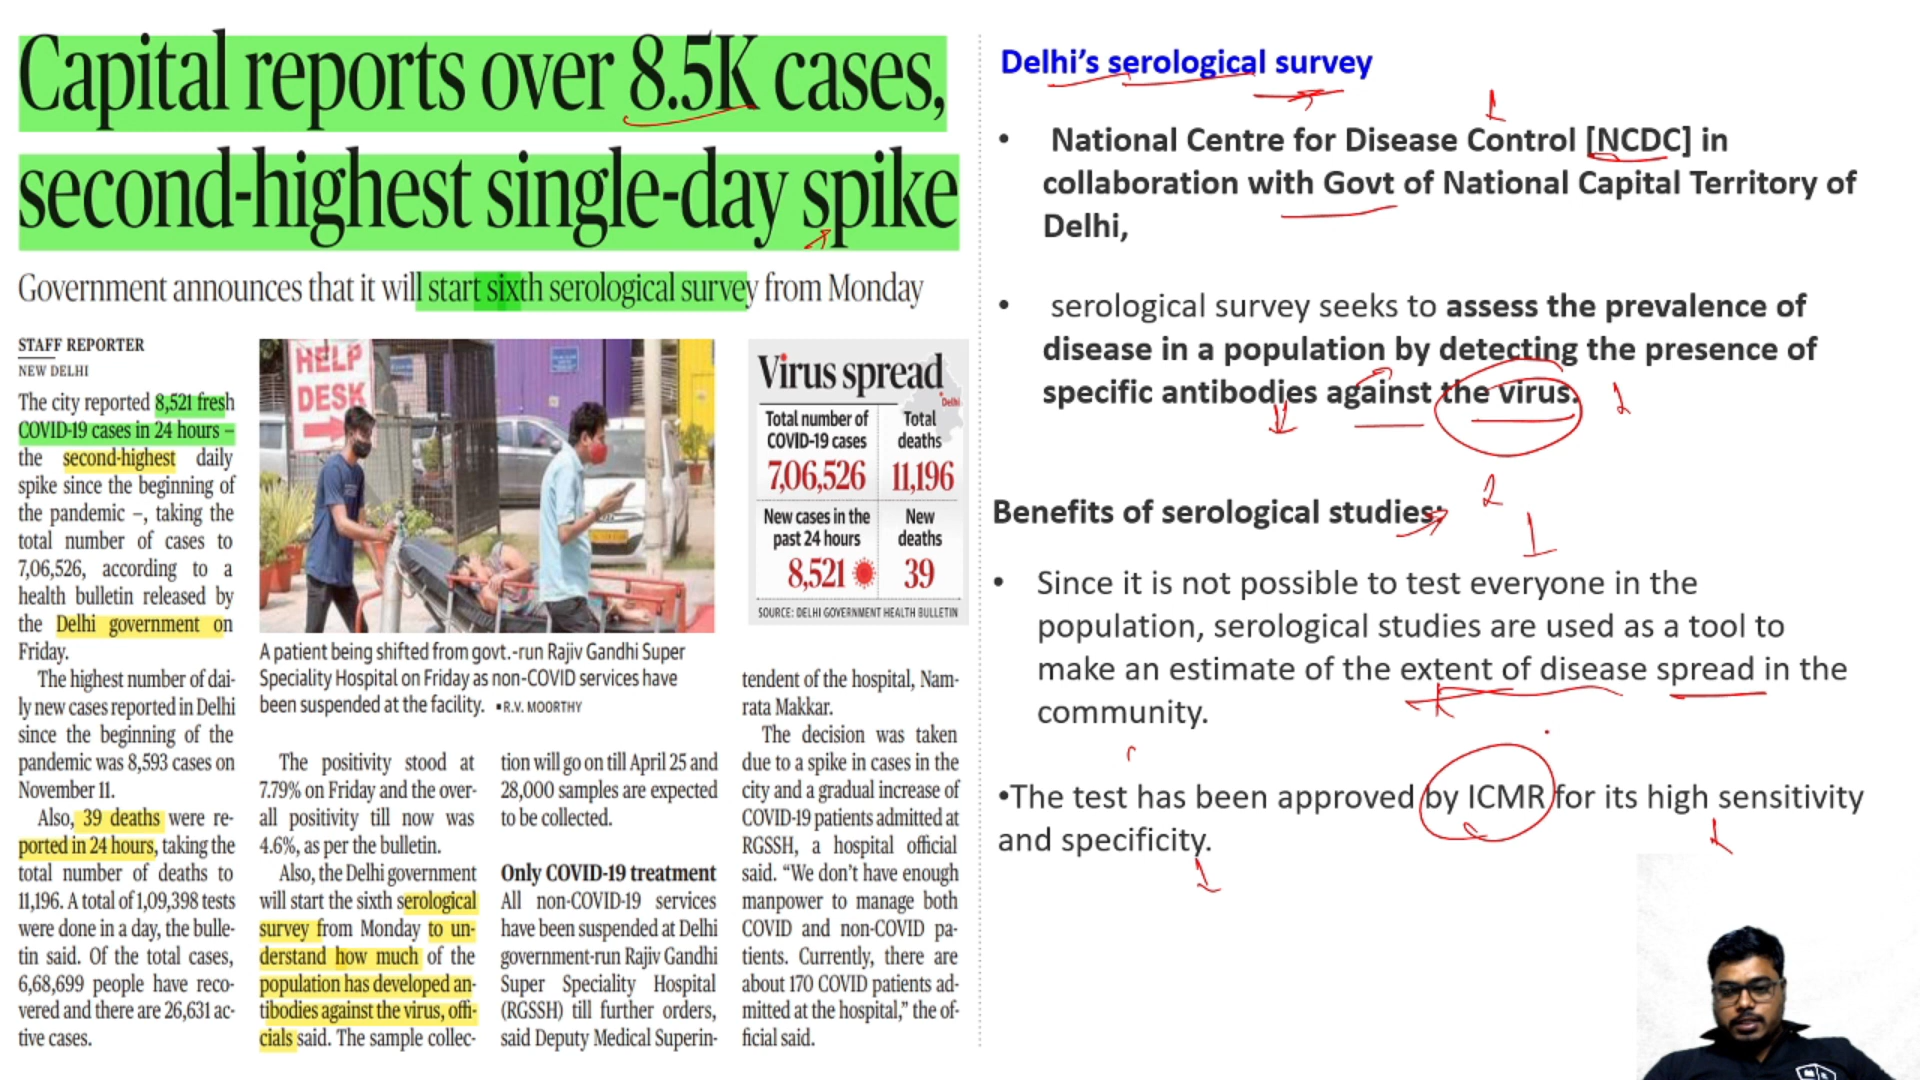 Capital reports over 8.5K cases,
second-highest single-day spike
Government announces that it will start sixth serological survey from Monday
STAFF REPORTER
NEW DELHI
The city reported 8,521 fresh
COVID-19 cases in 24 hours –
the second-highest daily
spike since the beginning of
the pandemic –, taking the
total number of cases to
7,06,526, according to a
health bulletin released by
the Delhi government on
Friday.
The highest number of dai-
ly new cases reported in Delhi
since the beginning of the
pandemic was 8,593 cases on
November 11.
Also, 39 deaths were re-
ported in 24 hours, taking the
total number of deaths to
11,196. A total of 1,09,398 tests
were done in a day, the bulle-
tin said. Of the total cases,
6,68,699 people have reco-
vered and there are 26,631 ac-
tive cases.
HELP
DESK
A patient being shifted from govt.-run Rajiv Gandhi Super
Speciality Hospital on Friday as non-COVID services have
been suspended at the facility. ▪R.V. MOORTHY
The positivity stood at
7.79% on Friday and the over-
all positivity till now was
4.6%, as per the bulletin.
Also, the Delhi government
will start the sixth serological
survey from Monday to un-
derstand how much of the
population has developed an-
tibodies against the virus, offi-
cials said. The sample collec-
tion will go on till April 25 and
28,000 samples are expected
to be collected.
Only COVID-19 treatment
All non-COVID-19 services
have been suspended at Delhi
government-run Rajiv Gandhi
Super Speciality Hospital
(RGSSH) till further orders,
said Deputy Medical Superin-
Virus spread
Delhi
Total number of
COVID-19 cases
7,06,526
Total
deaths
11,196
New cases in the
past 24 hours
8,521
New
deaths
39
SOURCE: DELHI GOVERNMENT HEALTH BULLETIN
tendent of the hospital, Nam-
rata Makkar.
The decision was taken
due to a spike in cases in the
city and a gradual increase of
COVID-19 patients admitted at
RGSSH, a hospital official
said. “We don’t have enough
manpower to manage both
COVID and non-COVID pa-
tients. Currently, there are
about 170 COVID patients ad-
mitted at the hospital,” the of-
ficial said.
Delhi’s serological survey
• National Centre for Disease Control [NCDC] in
collaboration with Govt of National Capital Territory of
Delhi,
• serological survey seeks to assess the prevalence of
disease in a population by detecting the presence of
specific antibodies against the virus.
Benefits of serological studies:
• Since it is not possible to test everyone in the
population, serological studies are used as a tool to
make an estimate of the extent of disease spread in the
community.
•The test has been approved by ICMR for its high sensitivity
and specificity.